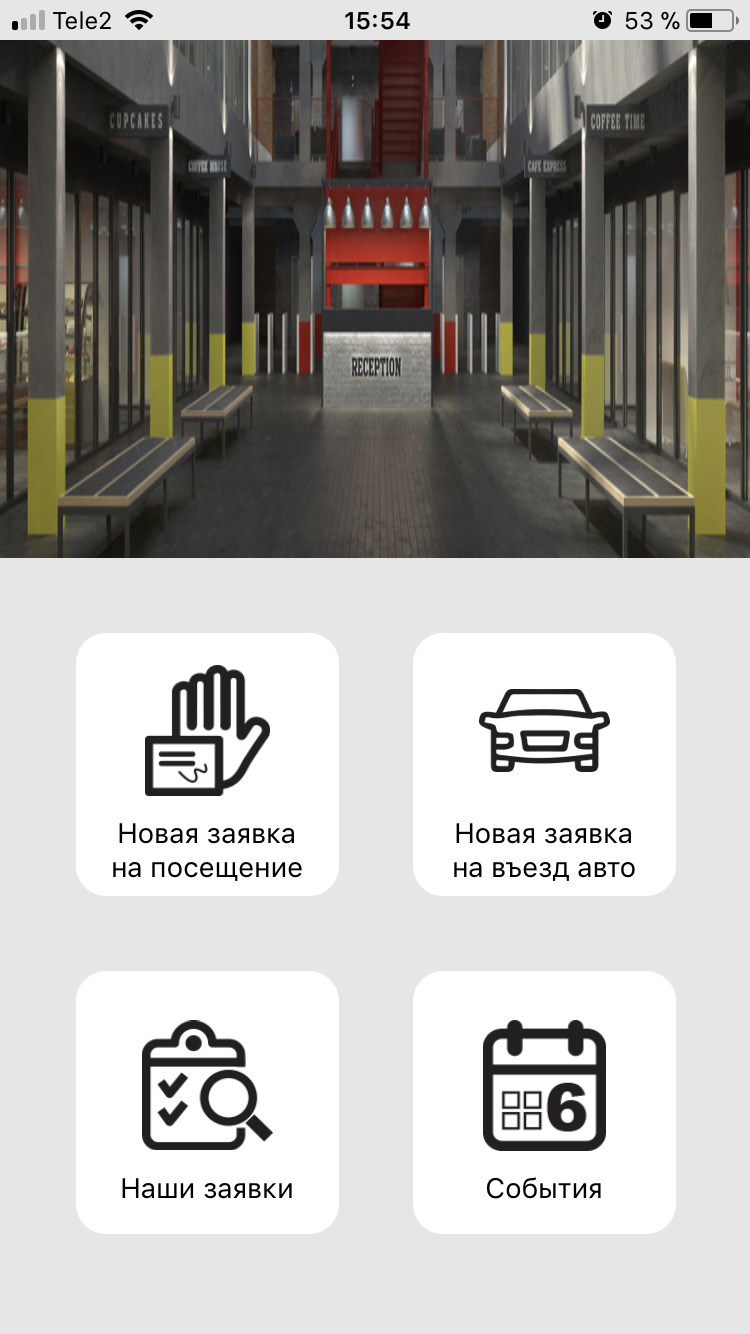 Tele2
15:54
53 %
CUPCAKES
COFFEE TIME
COFFEE HOUSE
CAFE EXPRESS
RECEPTION
Новая заявка
на посещение
Новая заявка
на въезд авто
6
Наши заявки
События